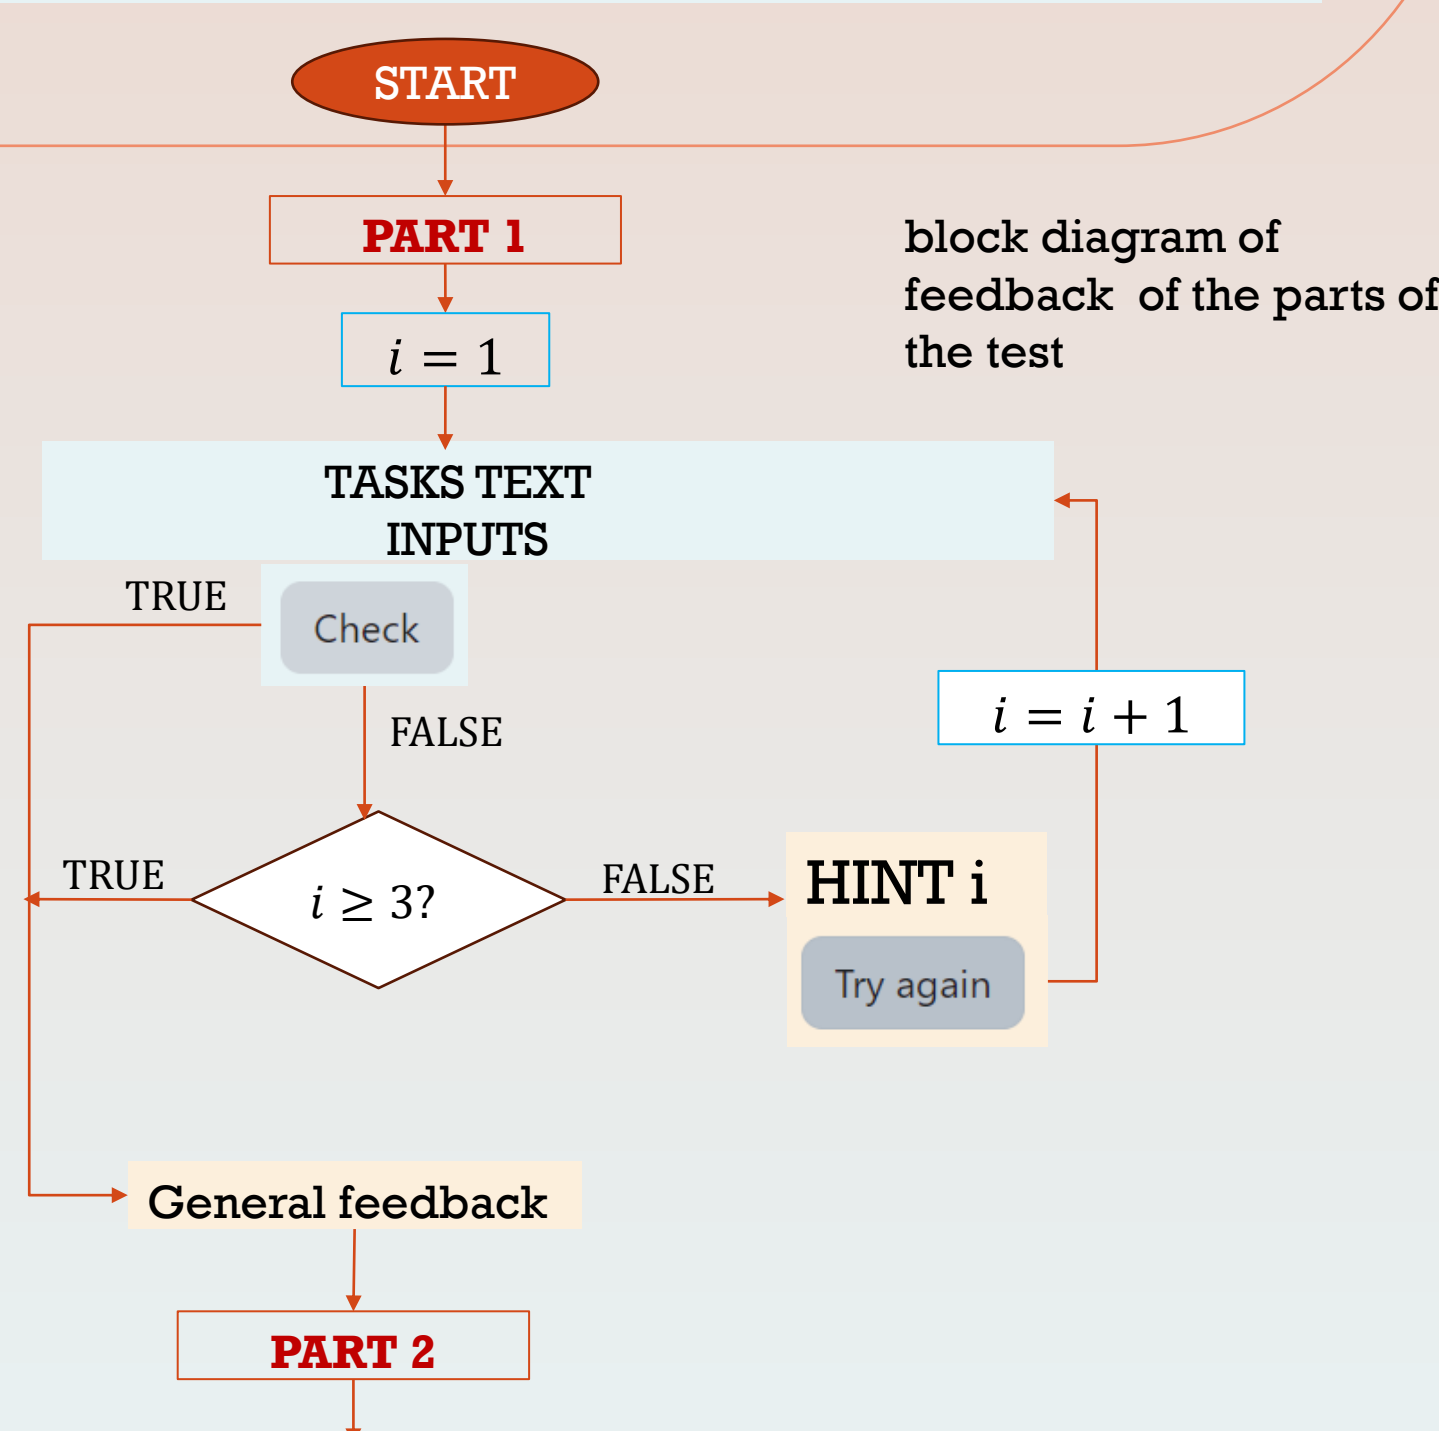 START
PART 1
block diagram of
feedback of the parts of
the test
i = 1
TASKS TEXT
INPUTS
TRUE
Check
FALSE
i = i + 1
TRUE
i ≥ 3?
FALSE
HINT i
Try again
General feedback
PART 2